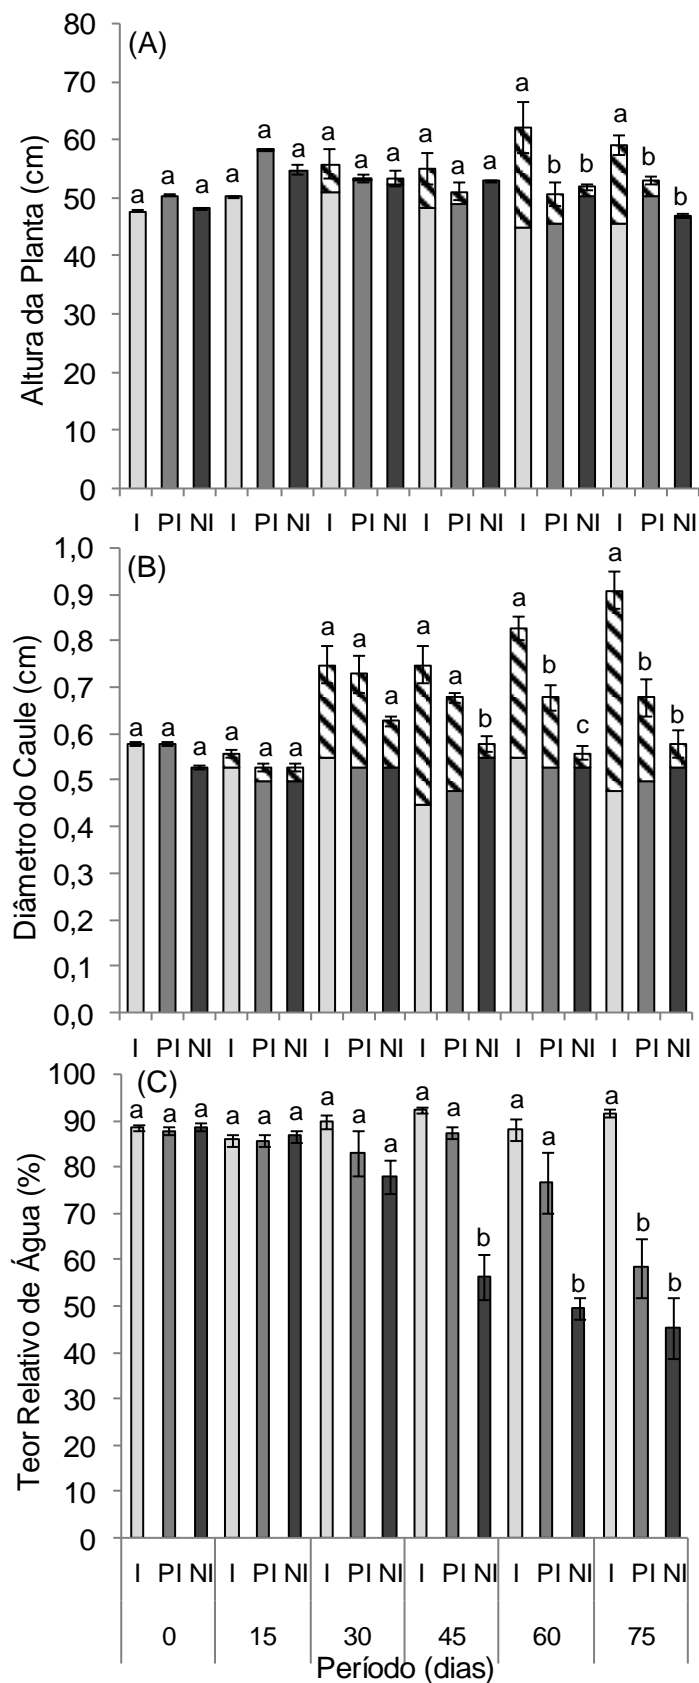 80
(A)
70
60
50
40
30
20
10
0
Altura da Planta (cm)
a a a a a a a a a a a a a b b a b b
I PI NI I PI NI I PI NI I PI NI I PI NI I PI NI
1,0
(B)
0,9
0,8
0,7
0,6
0,5
0,4
0,3
0,2
0,1
0,0
Diâmetro do Caule (cm)
a a a a a a a a a a a b a b c a b b
I PI NI I PI NI I PI NI I PI NI I PI NI I PI NI
100
(C)
90
80
70
60
50
40
30
20
10
0
Teor Relativo de Água (%)
a a a a a a a a a a a b a a b a b b
I PI NI I PI NI I PI NI I PI NI I PI NI I PI NI
0 15 30 45 60 75
Período (dias)